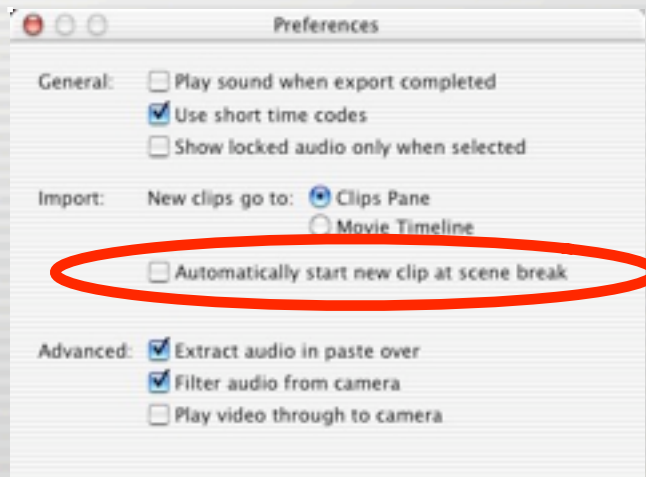 Preferences
General: Play sound when export completed
Use short time codes
Show locked audio only when selected
Import: New clips go to: Clips Pane
Movie Timeline
Automatically start new clip at scene break
Advanced: Extract audio in paste over
Filter audio from camera
Play video through to camera